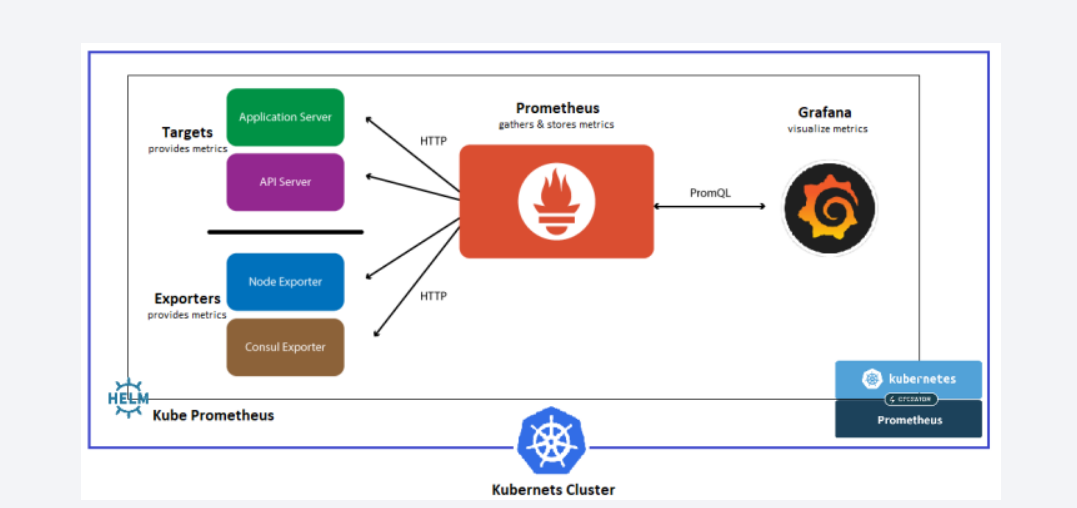 Targets
provides metrics
Application Server
API Server
HTTP
Prometheus
gathers & stores metrics
PromQL
Grafana
visualize metrics
Exporters
provides metrics
Node Exporter
Consul Exporter
HTTP
HELM
Kube Prometheus
kubernetes
Prometheus
Kubernets Cluster